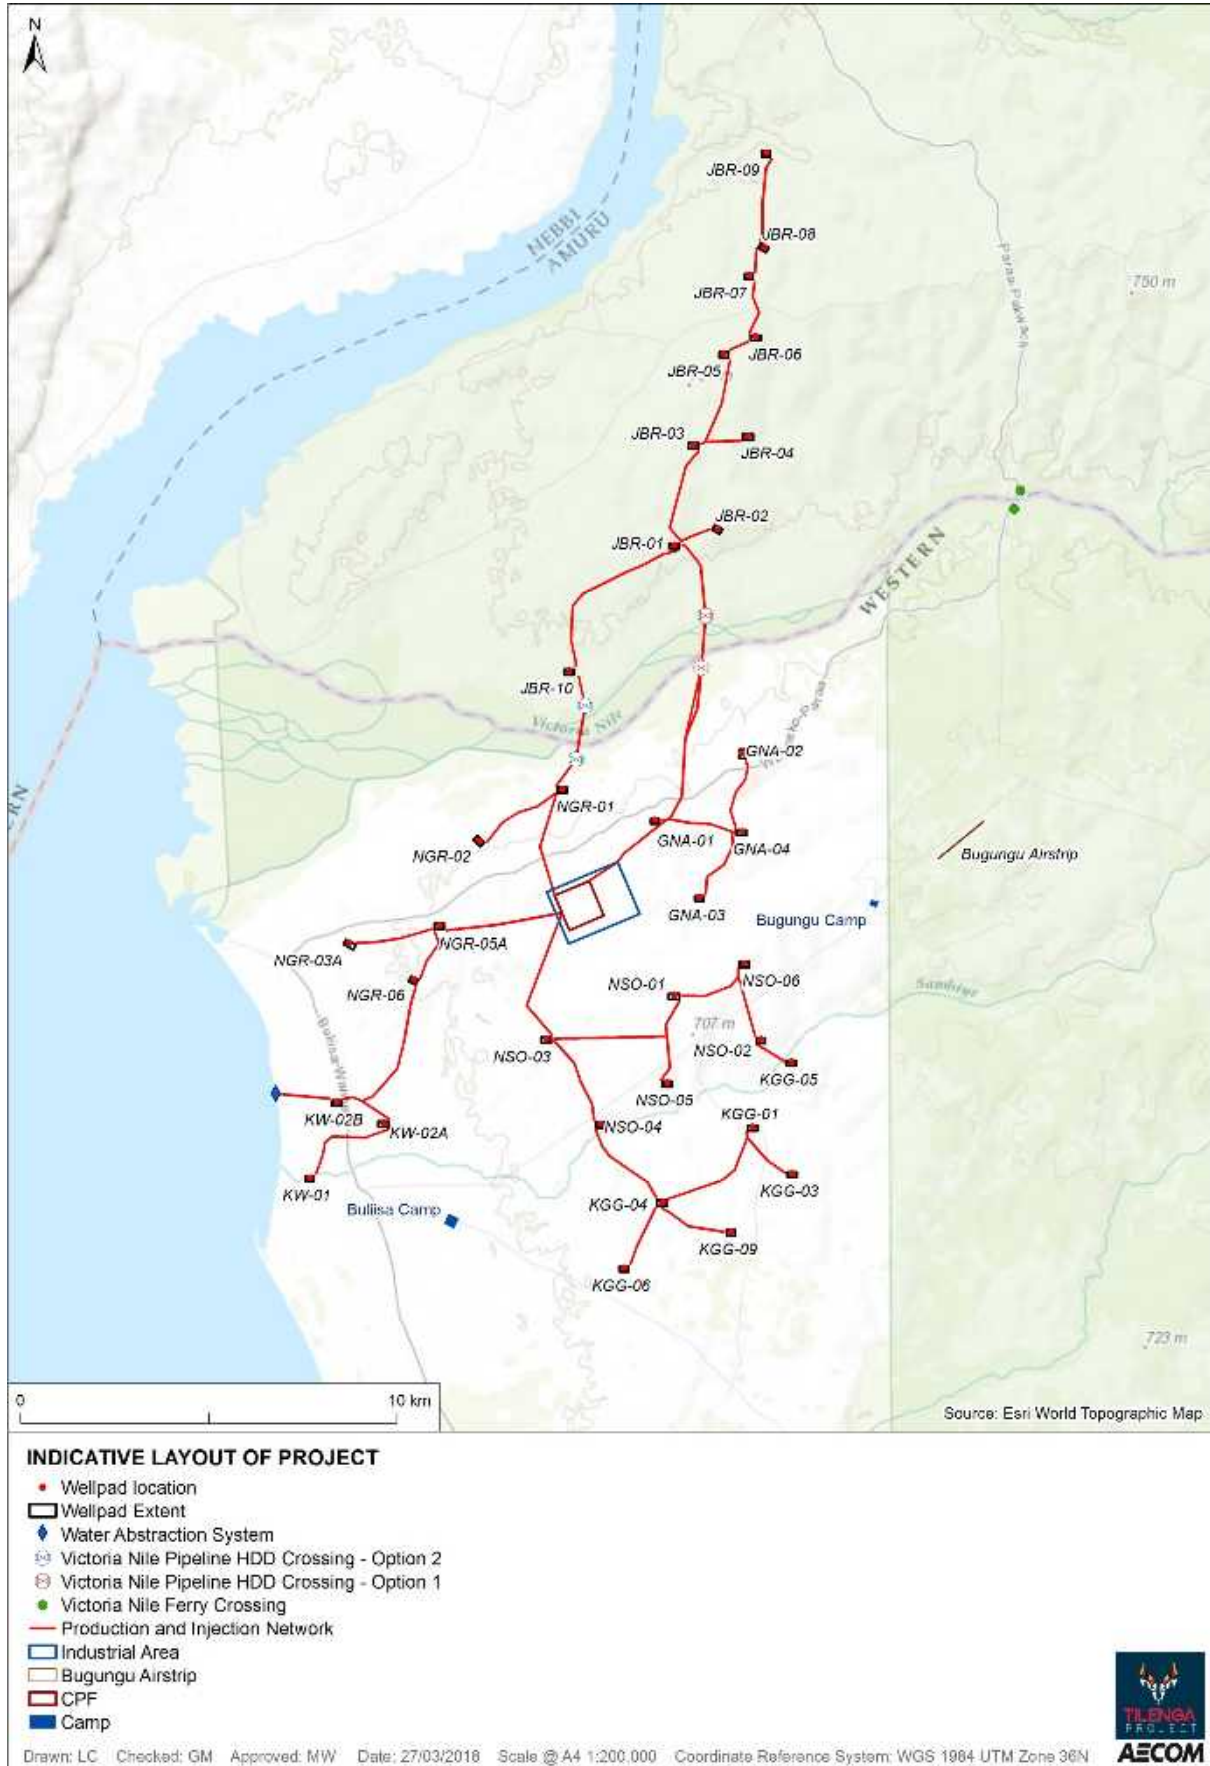 N
NEBBI
AMURU
JBR-09
JBR-08
JBR-07
750 m
JBR-06
JBR-05
JBR-03
JBR-04
JBR-02
JBR-01
WESTERN
JBR-10
Victoria Nile
GNA-02
NGR-01
GNA-01
GNA-04
NGR-02
Bugungu Airstrip
GNA-03
Bugungu Camp
NGR-05A
NGR-03A
NGR-06
NSO-01
NSO-06
707 m
NSO-03
NSO-02
KGG-05
NSO-05
KW-02B
KW-02A
NSO-04
KGG-01
KW-01
KGG-03
Buliisa Camp
KGG-04
KGG-09
KGG-06
723 m
0 10 km
Source: Esri World Topographic Map
INDICATIVE LAYOUT OF PROJECT
Wellpad location
Wellpad Extent
Water Abstraction System
Victoria Nile Pipeline HDD Crossing - Option 2
Victoria Nile Pipeline HDD Crossing - Option 1
Victoria Nile Ferry Crossing
Production and Injection Network
Industrial Area
Bugungu Airstrip
CPF
Camp
TILENGA
PROJECT
AECOM
Drawn: LC Checked: GM Approved: MW Date: 27/03/2018 Scale @ A4 1:200,000 Coordinate Reference System: WGS 1984 UTM Zone 36N